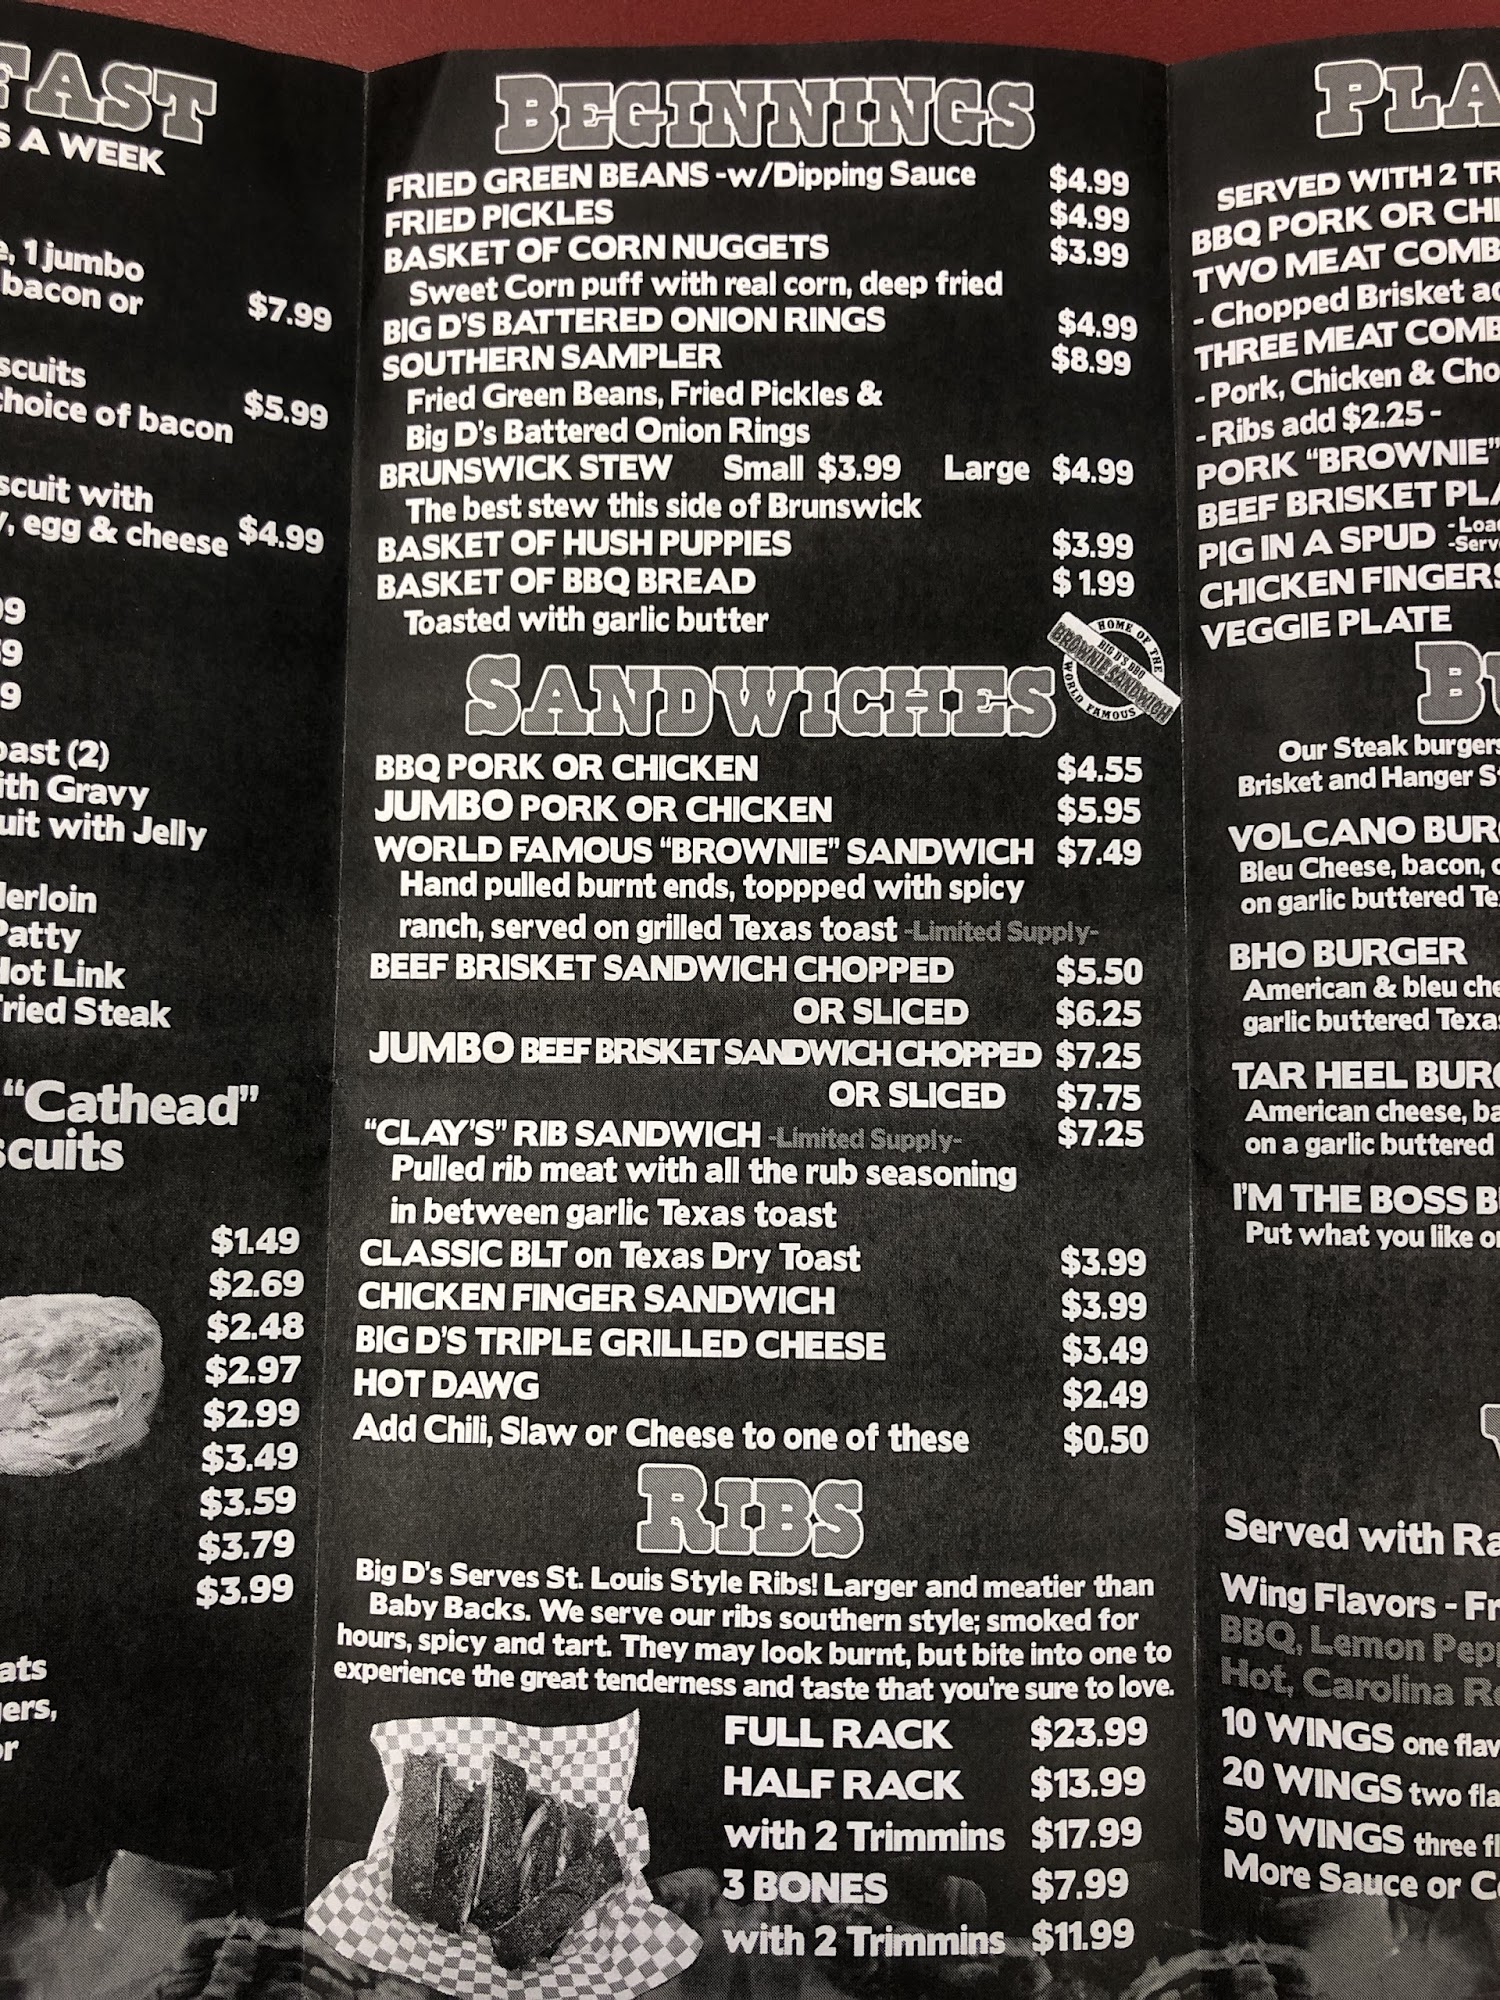 FAST
S A WEEK
1 jumbo
bacon or $7.99
choice of bacon $5.99
with
egg & cheese $4.99
(2)
Gravy
with Jelly
Patty
Link
Steak
"Cathead"
$1.49
$2.69
$2.48
$2.97
$2.99
$3.49
$3.59
$3.79
$3.99
BEGINNINGS
FRIED GREEN BEANS -w/Dipping Sauce $4.99
FRIED PICKLES $4.99
BASKET OF CORN NUGGETS $3.99
Sweet Corn puff with real corn, deep fried
BIG D'S BATTERED ONION RINGS $4.99
SOUTHERN SAMPLER $8.99
Fried Green Beans, Fried Pickles &
Big D's Battered Onion Rings
BRUNSWICK STEW Small $3.99 Large $4.99
The best stew this side of Brunswick
BASKET OF HUSH PUPPIES $3.99
BASKET OF BBQ BREAD $1.99
Toasted with garlic butter
HOME OF THE
BIG D'S BBQ
BROWNIE SANDWICH
WORLD FAMOUS
SANDWICHES
BBQ PORK OR CHICKEN $4.55
JUMBO PORK OR CHICKEN $5.95
WORLD FAMOUS "BROWNIE" SANDWICH $7.49
Hand pulled burnt ends, toppped with spicy
ranch, served on grilled Texas toast -Limited Supply-
BEEF BRISKET SANDWICH CHOPPED $5.50
OR SLICED $6.25
JUMBO BEEF BRISKET SANDWICH CHOPPED $7.25
OR SLICED $7.75
"CLAY'S" RIB SANDWICH -Limited Supply- $7.25
Pulled rib meat with all the rub seasoning
in between garlic Texas toast
CLASSIC BLT on Texas Dry Toast $3.99
CHICKEN FINGER SANDWICH $3.99
BIG D'S TRIPLE GRILLED CHEESE $3.49
HOT DAWG $2.49
Add Chili, Slaw or Cheese to one of these $0.50
RIBS
Big D's Serves St. Louis Style Ribs! Larger and meatier than
Baby Backs. We serve our ribs southern style; smoked for
hours, spicy and tart. They may look burnt, but bite into one to
experience the great tenderness and taste that you're sure to love.
FULL RACK $23.99
HALF RACK $13.99
with 2 Trimmins $17.99
3 BONES $7.99
with 2 Trimmins $11.99
PLA
SERVED WITH 2
BBQ PORK OR
TWO MEAT
- Chopped Brisket
THREE MEAT
- Pork, Chicken &
- Ribs add $2.25 -
PORK "BROWNIE"
BEEF BRISKET
PIG IN A SPUD
CHICKEN FINGERS
VEGGIE PLATE
Our Steak burgers
Brisket and Hanger
VOLCANO
Bleu Cheese, bacon,
on garlic buttered
BHO BURGER
American & bleu
garlic buttered
TAR HEEL
American cheese,
on a garlic buttered
I'M THE BOSS
Put what you like
Served with
Wing Flavors -
BBQ, Lemon
Hot, Carolina
10 WINGS one
20 WINGS two
50 WINGS three
More Sauce or